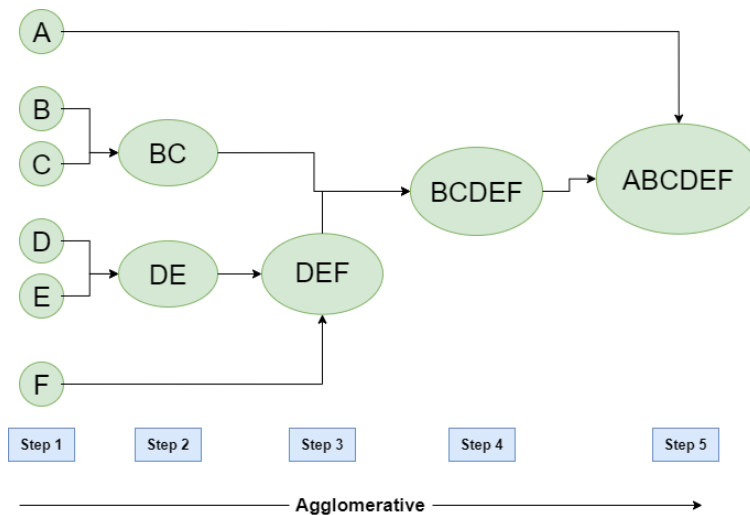 A
B
C
BC
D
E
DE
F
DEF
BCDEF
ABCDEF
Step 1
Step 2
Step 3
Step 4
Step 5
Agglomerative